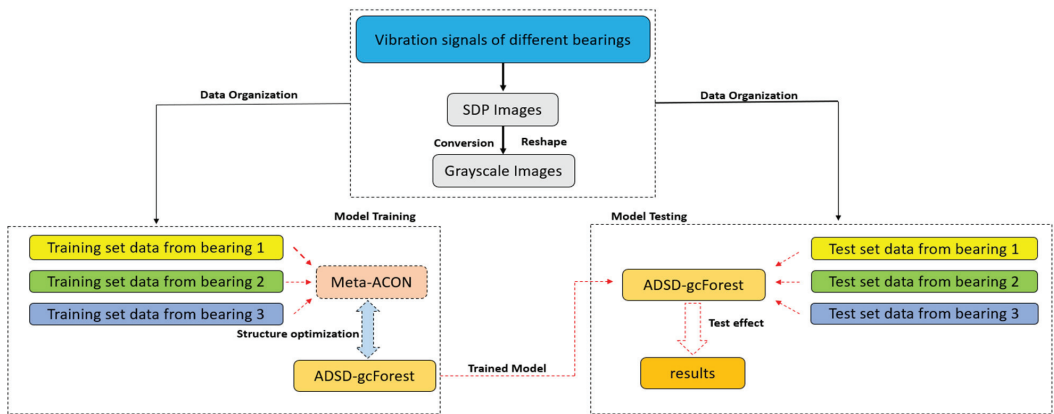 Vibration signals of different bearings
Data Organization
Data Organization
SDP Images
Conversion
Reshape
Grayscale Images
Model Training
Training set data from bearing 1
Training set data from bearing 2
Training set data from bearing 3
Meta-ACON
Structure optimization
ADSD-gcForest
Trained Model
Model Testing
Test set data from bearing 1
Test set data from bearing 2
Test set data from bearing 3
ADSD-gcForest
Test effect
results